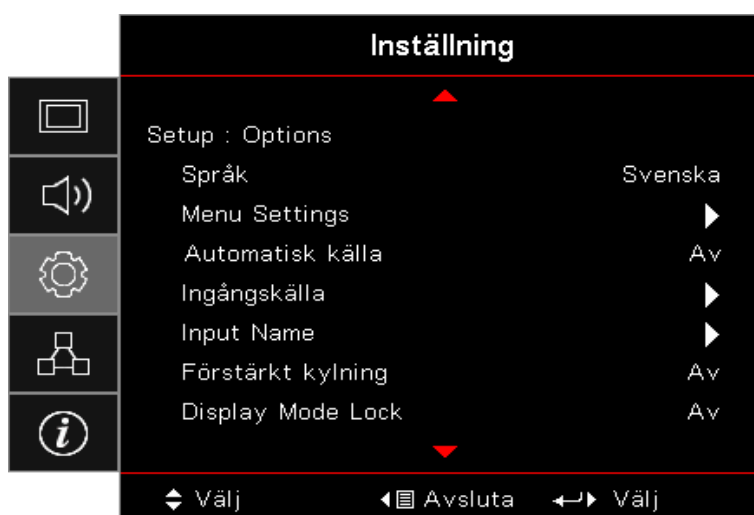 Inställning
Setup : Options
Språk Svenska
Menu Settings
Automatisk källa Av
Ingångskälla
Input Name
Förstärkt kylning Av
Display Mode Lock Av
Välj Avsluta Välj